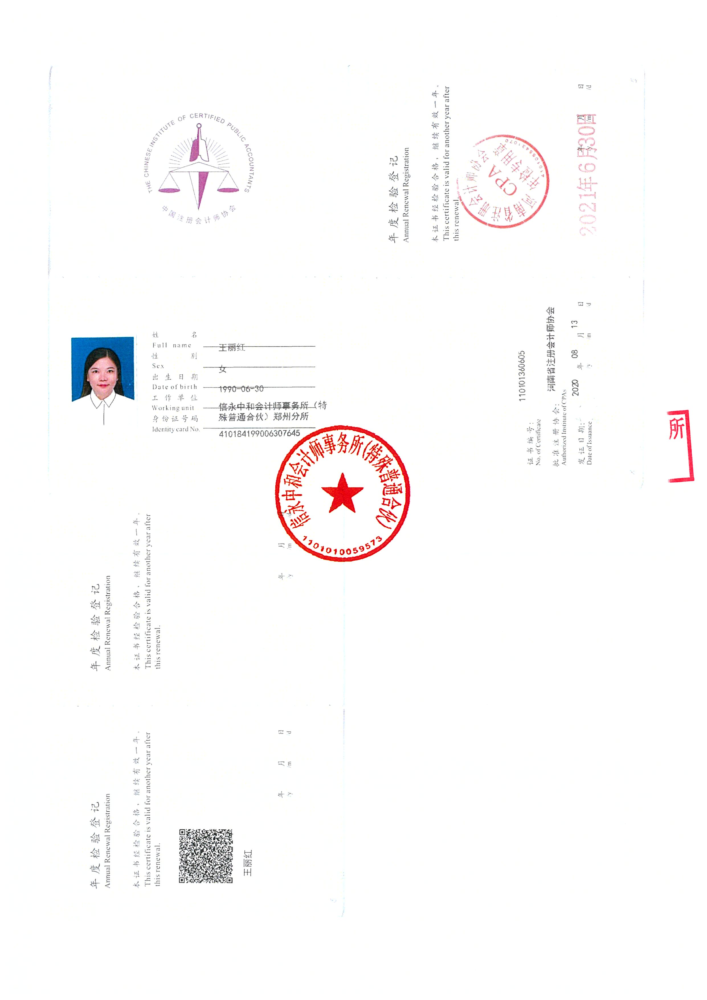 THE CHINESE INSTITUTE OF CERTIFIED PUBLIC ACCOUNTANTS
中国注册会计师协会
年度检验登记
Annual Renewal Registration
本证书经检验合格，继续有效一年。
This certificate is valid for another year after
this renewal.
河南省注册会计师协会
CPA
年检专用章
2021年6月30日
年 月 日
/y /m /d
姓 名
Full name
王丽红
性 别
Sex
女
出生日期
Date of birth
1990-06-30
工作单位
Working unit
信永中和会计师事务所（特
殊普通合伙）郑州分所
身份证号码
Identity card No.
410184199006307645
证书编号：
No. of Certificate
110101360605
批准注册协会：
Authorized Institute of CPAs
河南省注册会计师协会
发证日期：
Date of Issuance
2020 年 08 月 13 日
/y /m /d
信永中和会计师事务所(特殊普通合伙)
1101010059573
所
年度检验登记
Annual Renewal Registration
本证书经检验合格，继续有效一年。
This certificate is valid for another year after
this renewal.
年 月
/y /m
年度检验登记
Annual Renewal Registration
本证书经检验合格，继续有效一年。
This certificate is valid for another year after
this renewal.
王丽红
年 月 日
/y /m /d